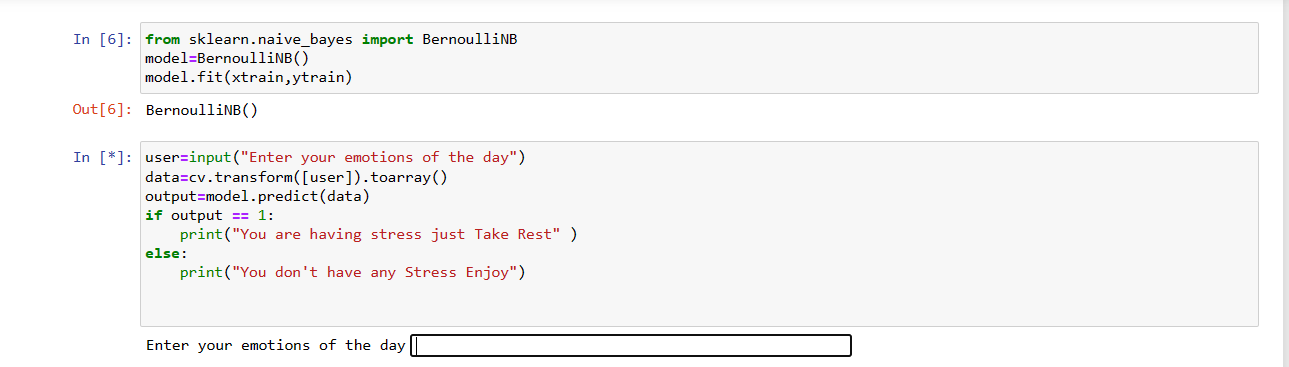 In [6]: from sklearn.naive_bayes import BernoulliNB
model=BernoulliNB()
model.fit(xtrain,ytrain)
Out[6]: BernoulliNB()
In [*]: user=input("Enter your emotions of the day")
data=cv.transform([user]).toarray()
output=model.predict(data)
if output == 1:
    print("You are having stress just Take Rest" )
else:
    print("You don't have any Stress Enjoy")
Enter your emotions of the day